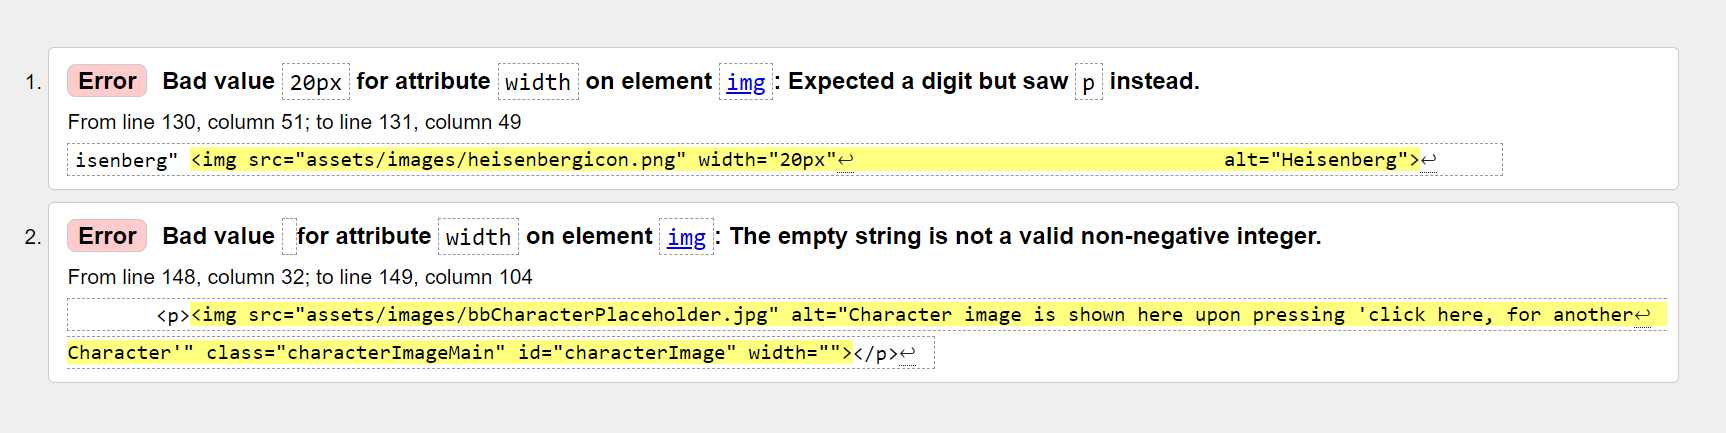 1. Error Bad value 20px for attribute width on element img: Expected a digit but saw p instead.
From line 130, column 51; to line 131, column 49
isenberg" <img src="assets/images/heisenbergicon.png" width="20px"↩ alt="Heisenberg">↩
2. Error Bad value for attribute width on element img: The empty string is not a valid non-negative integer.
From line 148, column 32; to line 149, column 104
<p><img src="assets/images/bbCharacterPlaceholder.jpg" alt="Character image is shown here upon pressing 'click here, for another↩
Character'" class="characterImageMain" id="characterImage" width=""></p>↩